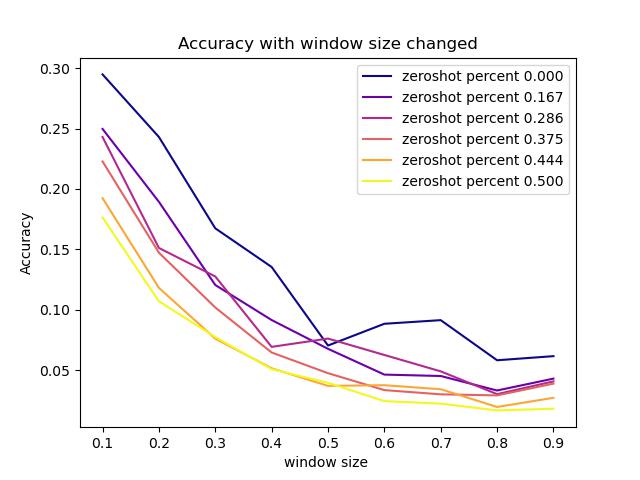 Accuracy with window size changed
zeroshot percent 0.000
zeroshot percent 0.167
zeroshot percent 0.286
zeroshot percent 0.375
zeroshot percent 0.444
zeroshot percent 0.500
0.30
0.25
0.20
0.15
0.10
0.05
Accuracy
0.1 0.2 0.3 0.4 0.5 0.6 0.7 0.8 0.9
window size